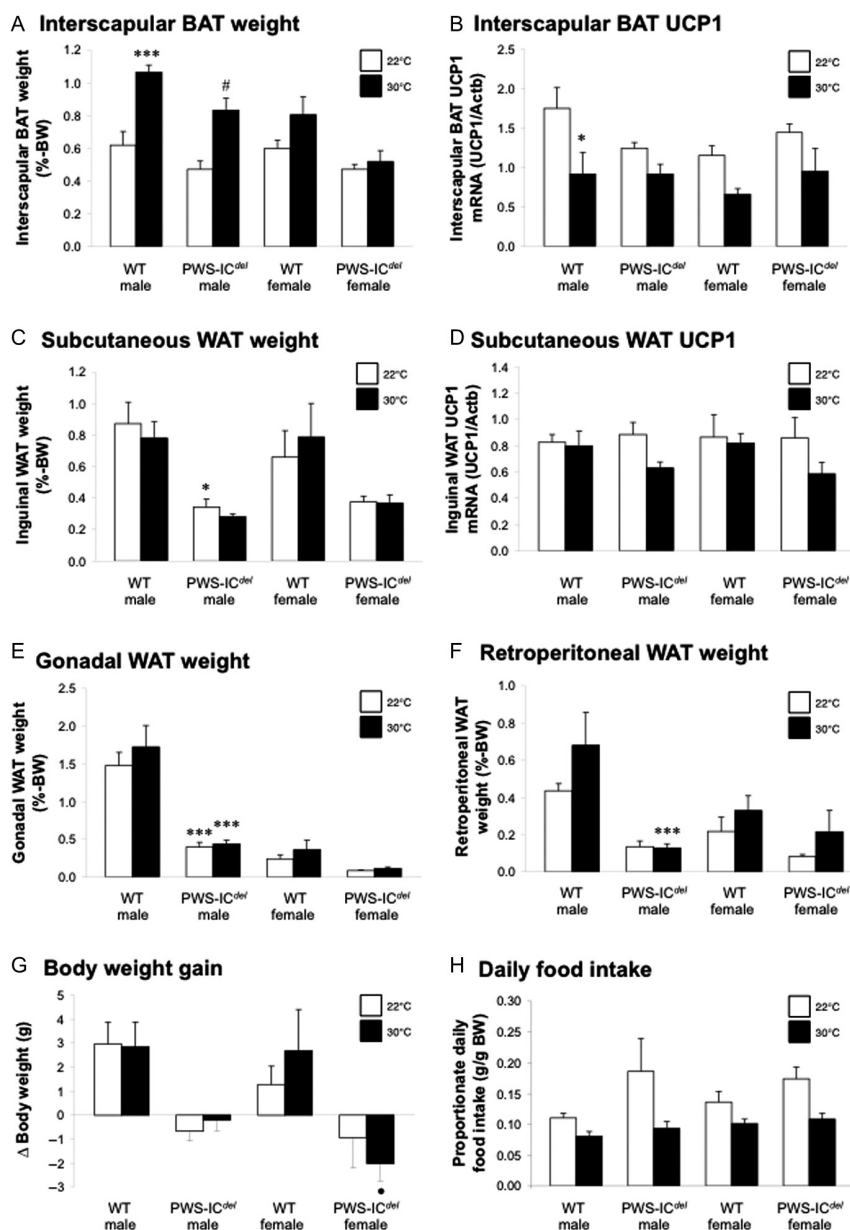 A Interscapular BAT weight
Interscapular BAT weight
(%-BW)
1.2
1.0
0.8
0.6
0.4
0.2
0.0
***
#
22°C
30°C
WT
male
PWS-ICdel
male
WT
female
PWS-ICdel
female
B Interscapular BAT UCP1
Interscapular BAT UCP1
mRNA (UCP1/Actb)
2.5
2.0
1.5
1.0
0.5
0.0
*
22°C
30°C
WT
male
PWS-ICdel
male
WT
female
PWS-ICdel
female
C Subcutaneous WAT weight
Inguinal WAT weight
(%-BW)
1.2
1.0
0.8
0.6
0.4
0.2
0.0
*
22°C
30°C
WT
male
PWS-ICdel
male
WT
female
PWS-ICdel
female
D Subcutaneous WAT UCP1
Inguinal WAT UCP1
mRNA (UCP1/Actb)
1.4
1.2
1.0
0.8
0.6
0.4
0.2
0.0
22°C
30°C
WT
male
PWS-ICdel
male
WT
female
PWS-ICdel
female
E Gonadal WAT weight
Gonadal WAT weight
(%-BW)
2.5
2.0
1.5
1.0
0.5
0.0
*** ***
22°C
30°C
WT
male
PWS-ICdel
male
WT
female
PWS-ICdel
female
F Retroperitoneal WAT weight
Retroperitoneal WAT
weight (%-BW)
1.0
0.8
0.6
0.4
0.2
0.0
***
22°C
30°C
WT
male
PWS-ICdel
male
WT
female
PWS-ICdel
female
G Body weight gain
Δ Body weight (g)
5
4
3
2
1
0
–1
–2
–3
22°C
30°C
WT
male
PWS-ICdel
male
WT
female
PWS-ICdel
female
H Daily food intake
Proportionate daily
food intake (g/g BW)
0.30
0.25
0.20
0.15
0.10
0.05
0.00
22°C
30°C
WT
male
PWS-ICdel
male
WT
female
PWS-ICdel
female